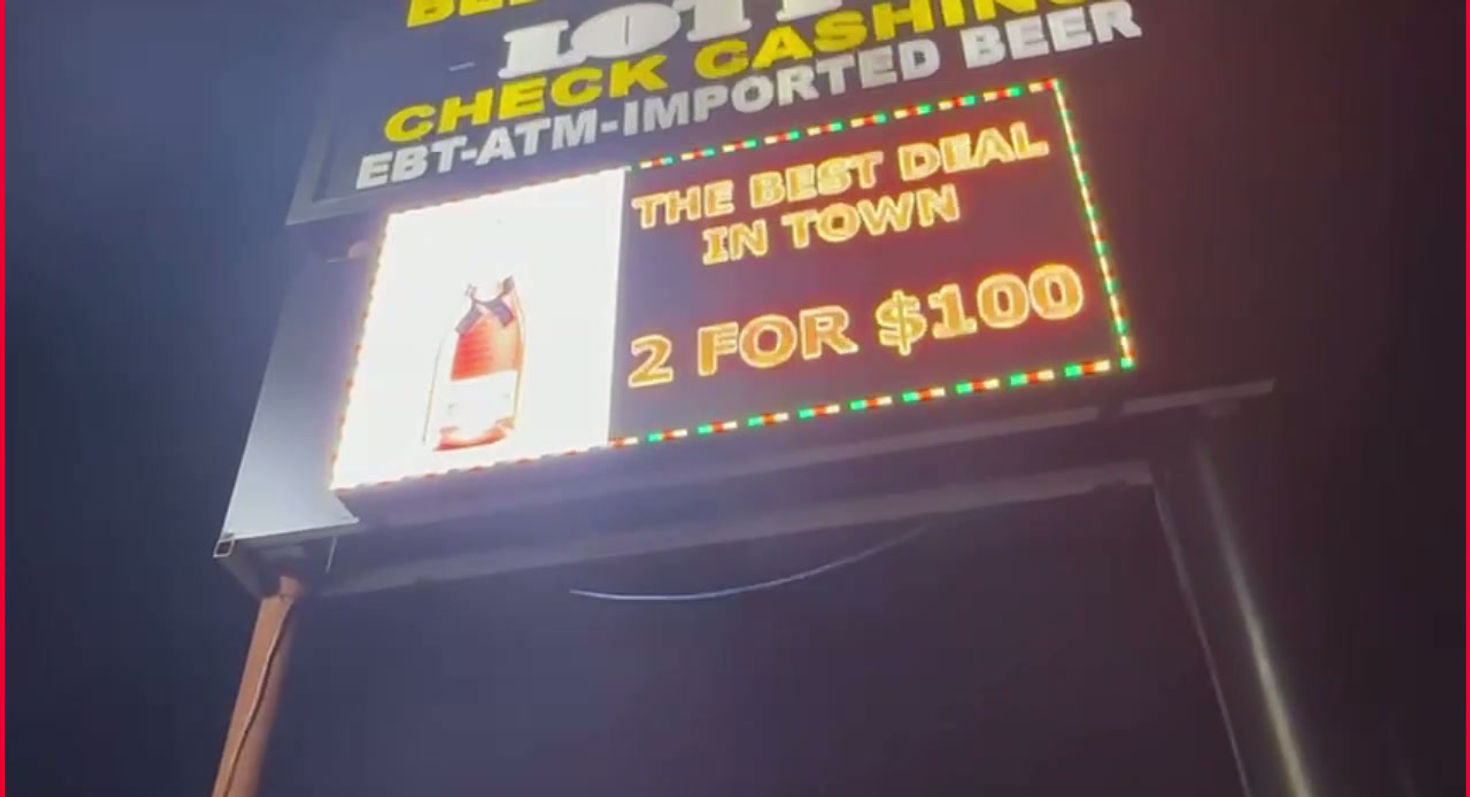 CHECK CASHING
EBT-ATM-IMPORTED BEER
THE BEST DEAL
IN TOWN
2 FOR $100